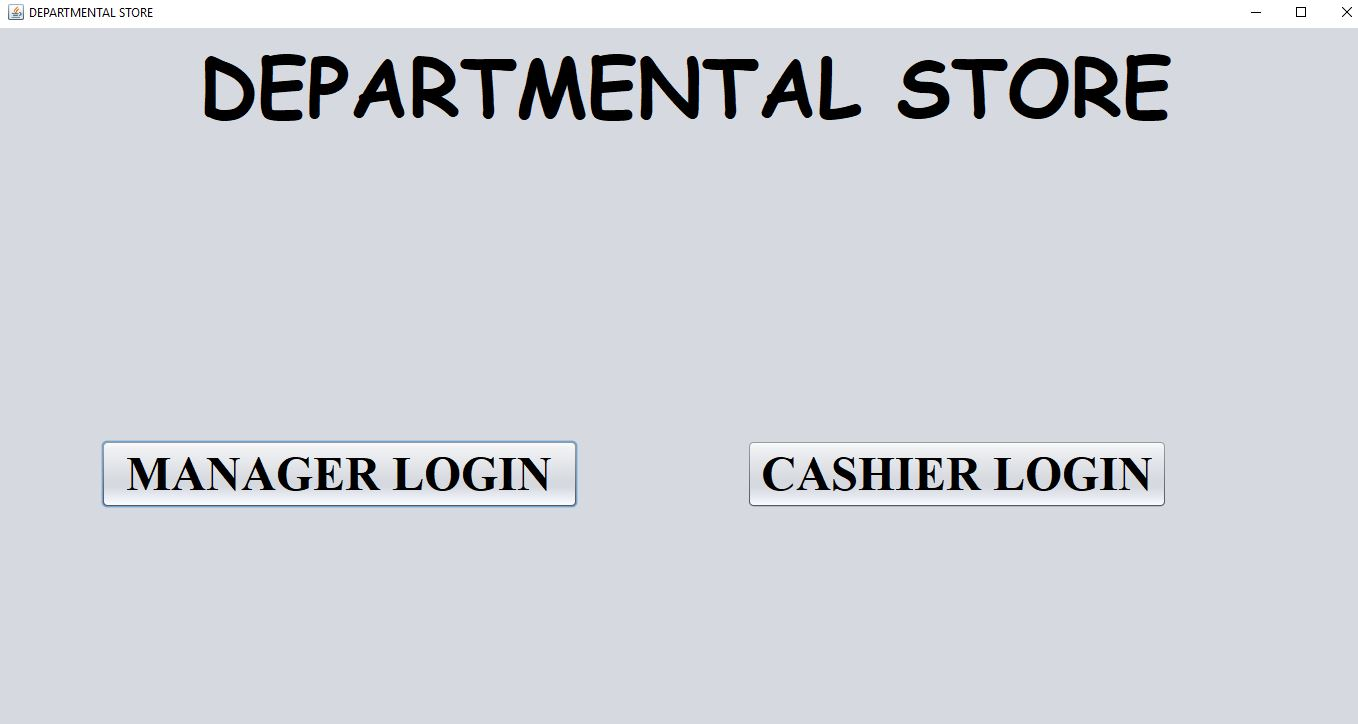 DEPARTMENTAL STORE
DEPARTMENTAL STORE
MANAGER LOGIN
CASHIER LOGIN